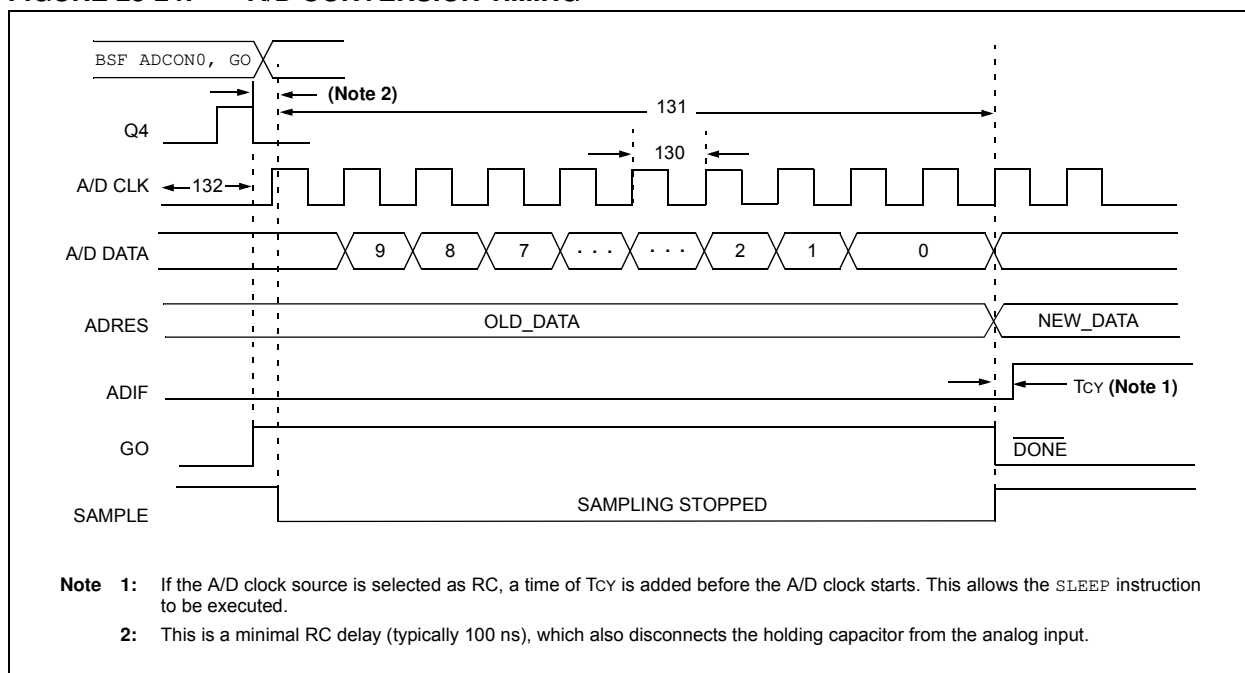 BSF ADCON0, GO
(Note 2)
131
Q4
130
A/D CLK
132
A/D DATA
9 8 7 . . . . . . 2 1 0
ADRES
OLD_DATA
NEW_DATA
ADIF
TCY (Note 1)
GO
DONE
SAMPLE
SAMPLING STOPPED
Note 1: If the A/D clock source is selected as RC, a time of TCY is added before the A/D clock starts. This allows the SLEEP instruction
to be executed.
2: This is a minimal RC delay (typically 100 ns), which also disconnects the holding capacitor from the analog input.